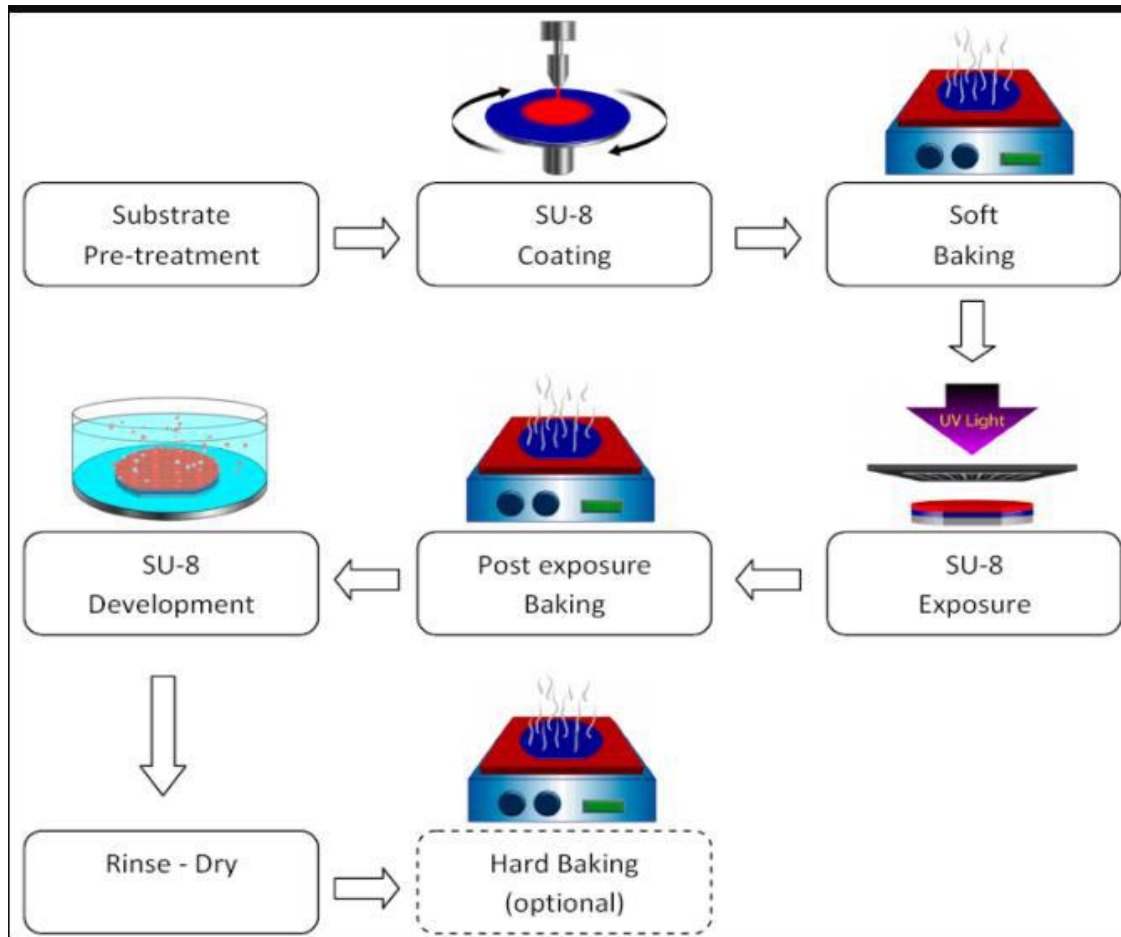 Substrate
Pre-treatment
SU-8
Coating
Soft
Baking
UV Light
SU-8
Exposure
Post exposure
Baking
SU-8
Development
Rinse - Dry
Hard Baking
(optional)